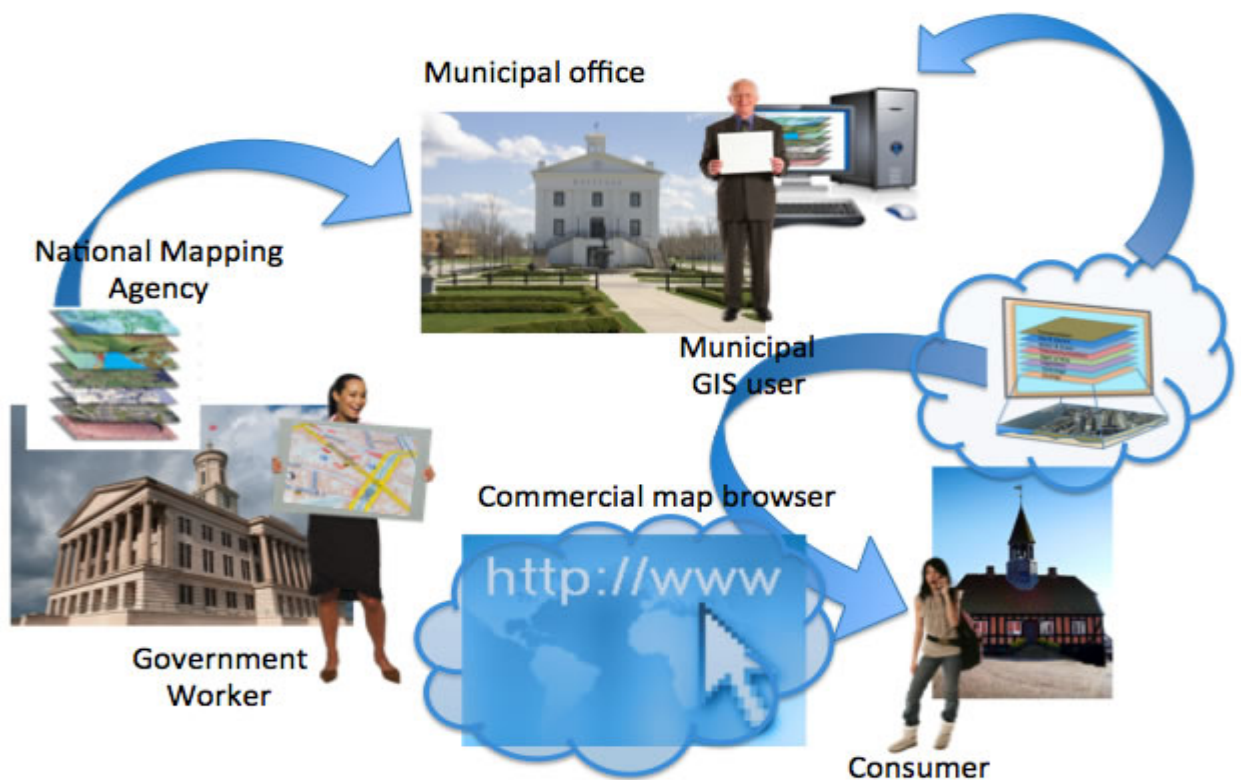 Municipal office
National Mapping
Agency
Municipal
GIS user
Commercial map browser
http://www
Government
Worker
Consumer